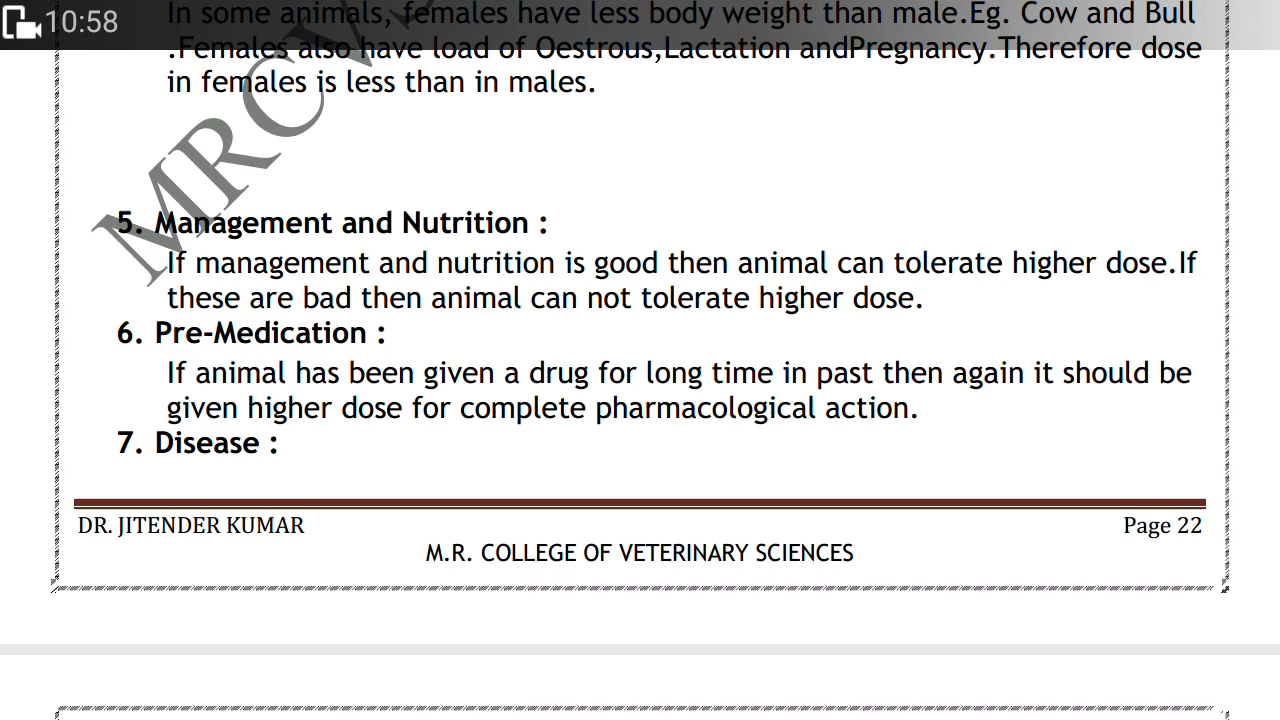 In some animals, females have less body weight than male.Eg. Cow and Bull
10:58
.Females also have load of Oestrous,Lactation andPregnancy.Therefore dose
in females is less than in males.
MRCV
5. Management and Nutrition :
If management and nutrition is good then animal can tolerate higher dose.If
these are bad then animal can not tolerate higher dose.
6. Pre-Medication :
If animal has been given a drug for long time in past then again it should be
given higher dose for complete pharmacological action.
7. Disease :
DR. JITENDER KUMAR
Page 22
M.R. COLLEGE OF VETERINARY SCIENCES